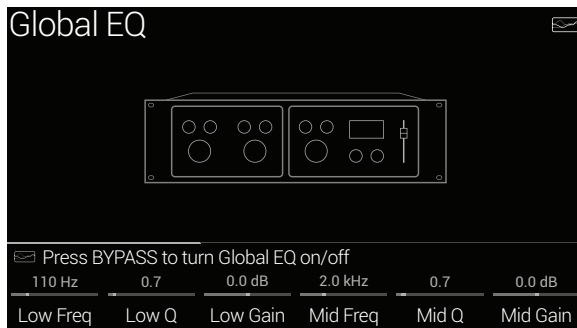 Global EQ
Press BYPASS to turn Global EQ on/off
110 Hz 0.7 0.0 dB 2.0 kHz 0.7 0.0 dB
Low Freq Low Q Low Gain Mid Freq Mid Q Mid Gain